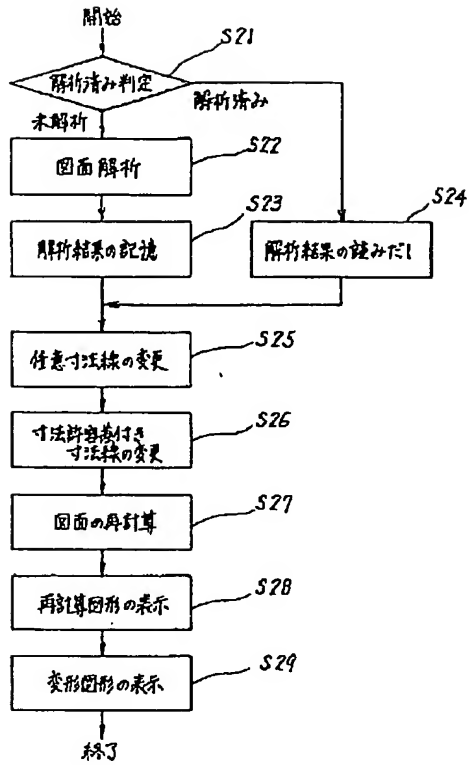 開始
S21
解析済み判定
解析済み
未解析
S22
図面解析
S23
解析結果の記憶
S24
解析結果の読みだし
S25
任意寸法線の変更
S26
寸法許容差付き
寸法線の変更
S27
図面の再計算
S28
再計算図形の表示
S29
変形図形の表示
終了